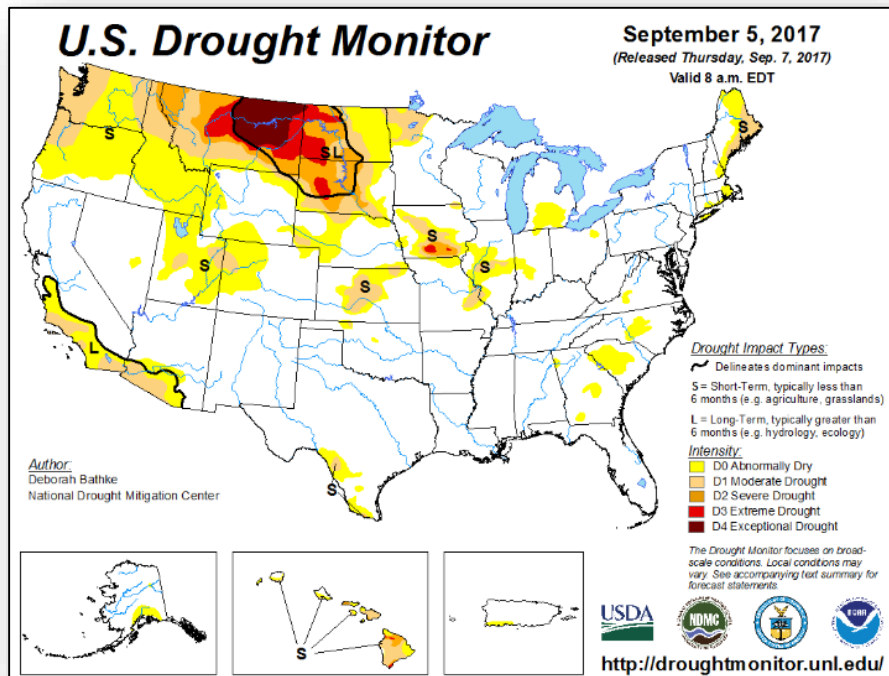 U.S. Drought Monitor
September 5, 2017
(Released Thursday, Sep. 7, 2017)
Valid 8 a.m. EDT
S
S L
S
S
S
S
S
L
S
Drought Impact Types:
Delineates dominant impacts
S = Short-Term, typically less than
6 months (e.g. agriculture, grasslands)
L = Long-Term, typically greater than
6 months (e.g. hydrology, ecology)
Intensity:
D0 Abnormally Dry
D1 Moderate Drought
D2 Severe Drought
D3 Extreme Drought
D4 Exceptional Drought
Author:
Deborah Bathke
National Drought Mitigation Center
The Drought Monitor focuses on broad-
scale conditions. Local conditions may
vary. See accompanying text summary for
forecast statements.
S
USDA
NDMC
http://droughtmonitor.unl.edu/